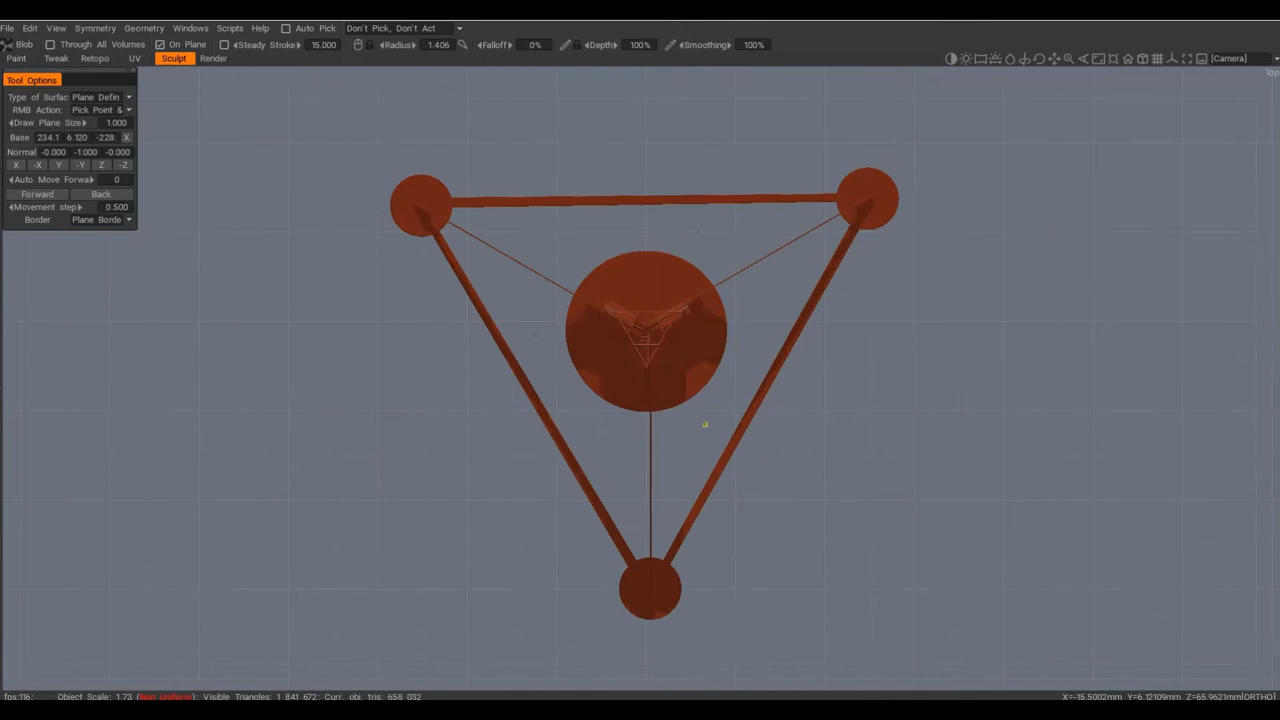 File Edit View Symmetry Geometry Windows Scripts Help Auto Pick Don't Pick, Don't Act
Blob Through All Volumes On Plane Steady Stroke 15.000 Radius 1.406 Falloff 0% Depth 100% Smoothing 100%
Paint Tweak Retopo UV Sculpt Render [Camera]
Top
Tool Options
Type of Surfac Plane Defin
RMB Action: Pick Point &
Draw Plane Size 1.000
Base 234.1 6.120 -228. X
Normal -0.000 -1.000 -0.000
X -X Y -Y Z -Z
Auto Move Forwa 0
Forward Back
Movement step 0.500
Border Plane Borde
fps:116; Object Scale: 1.73 (Non Uniform); Visible Triangles: 1 841 672; Curr. obj. tris: 658 032 X=-15.5002mm Y=6.12109mm Z=65.9621mm[ORTHO]